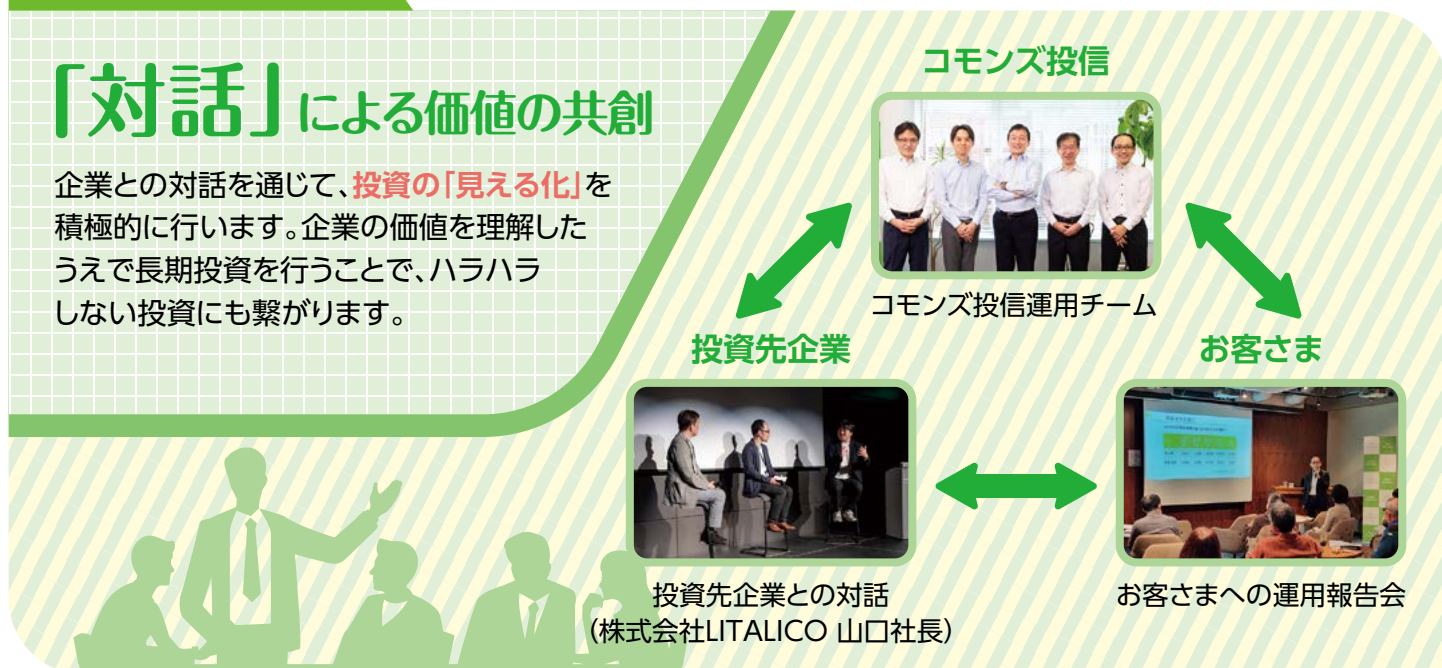 「対話」による価値の共創
企業との対話を通じて、投資の「見える化」を
積極的に行います。企業の価値を理解した
うえで長期投資を行うことで、ハラハラ
しない投資にも繋がります。
コモンズ投信
コモンズ投信運用チーム
投資先企業
お客さま
投資先企業との対話
(株式会社LITALICO 山口社長)
お客さまへの運用報告会